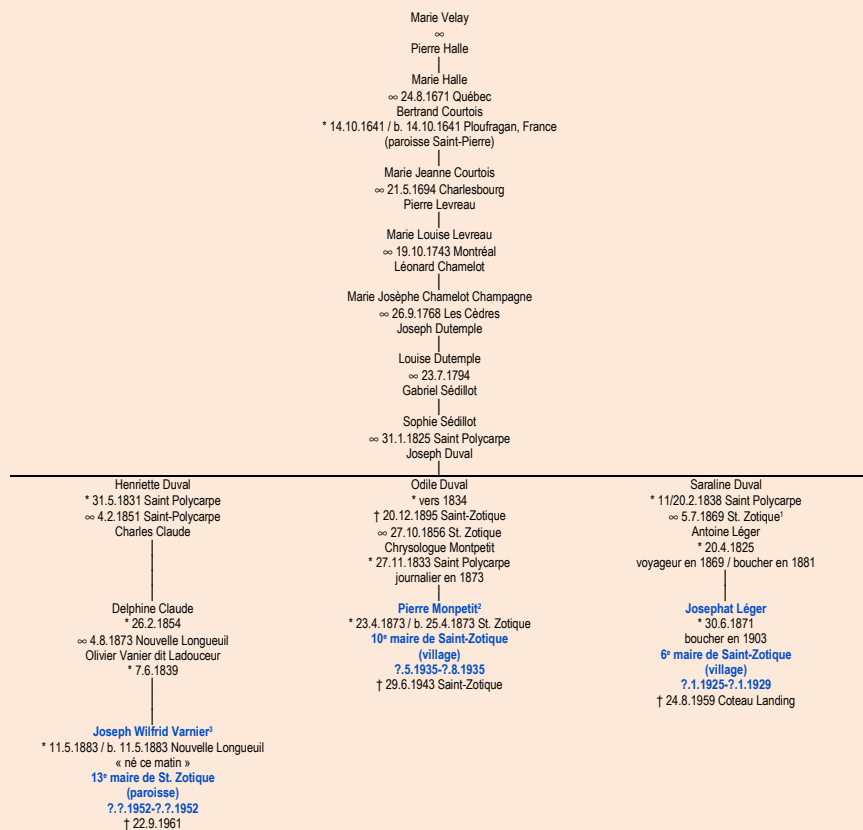 Marie Velay
∞
Pierre Halle
Marie Halle
∞ 24.8.1671 Québec
Bertrand Courtois
* 14.10.1641 / b. 14.10.1641 Ploufragan, France
(paroisse Saint-Pierre)
Marie Jeanne Courtois
∞ 21.5.1694 Charlesbourg
Pierre Levreau
Marie Louise Levreau
∞ 19.10.1743 Montréal
Léonard Chamelot
Marie Josèphe Chamelot Champagne
∞ 26.9.1768 Les Cèdres
Joseph Dutemple
Louise Dutemple
∞ 23.7.1794
Gabriel Sédillot
Sophie Sédillot
∞ 31.1.1825 Saint Polycarpe
Joseph Duval
Henriette Duval
* 31.5.1831 Saint Polycarpe
∞ 4.2.1851 Saint-Polycarpe
Charles Claude
Delphine Claude
* 26.2.1854
∞ 4.8.1873 Nouvelle Longueuil
Olivier Vanier dit Ladouceur
* 7.6.1839
Joseph Wilfrid Varnier³
* 11.5.1883 / b. 11.5.1883 Nouvelle Longueuil
« né ce matin »
13ᵉ maire de St. Zotique
(paroisse)
?.?.1952-?.?.1952
† 22.9.1961
Odile Duval
* vers 1834
† 20.12.1895 Saint-Zotique
∞ 27.10.1856 St. Zotique
Chrysologue Montpetit
* 27.11.1833 Saint Polycarpe
journalier en 1873
Pierre Monpetit²
* 23.4.1873 / b. 25.4.1873 St. Zotique
10ᵉ maire de Saint-Zotique
(village)
?.5.1935-?.8.1935
† 29.6.1943 Saint-Zotique
Saraline Duval
* 11/20.2.1838 Saint Polycarpe
∞ 5.7.1869 St. Zotique¹
Antoine Léger
* 20.4.1825
voyageur en 1869 / boucher en 1881
Josephat Léger
* 30.6.1871
boucher en 1903
6ᵉ maire de Saint-Zotique
(village)
?.1.1925-?.1.1929
† 24.8.1959 Coteau Landing